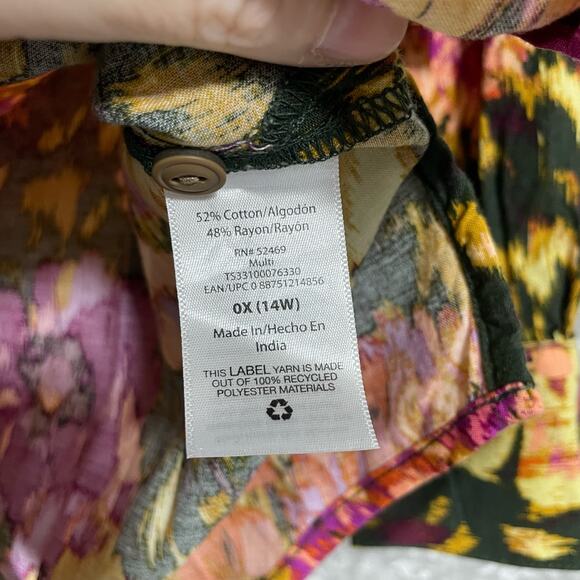 52% Cotton/Algodón
48% Rayon/Rayón
RN# 52469
Multi
TS33100076330
EAN/UPC 0 88751214856
0X (14W)
Made In/Hecho En
India
THIS LABEL YARN IS MADE
OUT OF 100% RECYCLED
POLYESTER MATERIALS